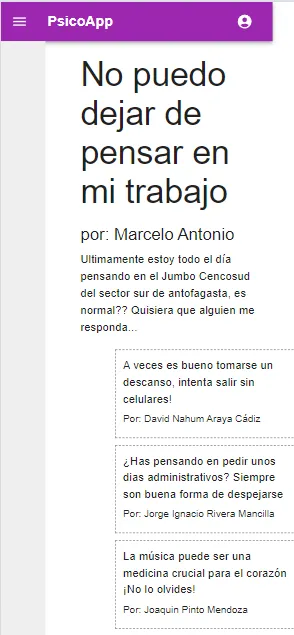 PsicoApp
No puedo
dejar de
pensar en
mi trabajo
por: Marcelo Antonio
Ultimamente estoy todo el día
pensando en el Jumbo Cencosud
del sector sur de antofagasta, es
normal?? Quisiera que alguien me
responda...
A veces es bueno tomarse un
descanso, intenta salir sin
celulares!
Por: David Nahum Araya Cádiz
¿Has pensando en pedir unos
dias administrativos? Siempre
son buena forma de despejarse
Por: Jorge Ignacio Rivera Mancilla
La música puede ser una
medicina crucial para el corazón
¡No lo olvides!
Por: Joaquin Pinto Mendoza